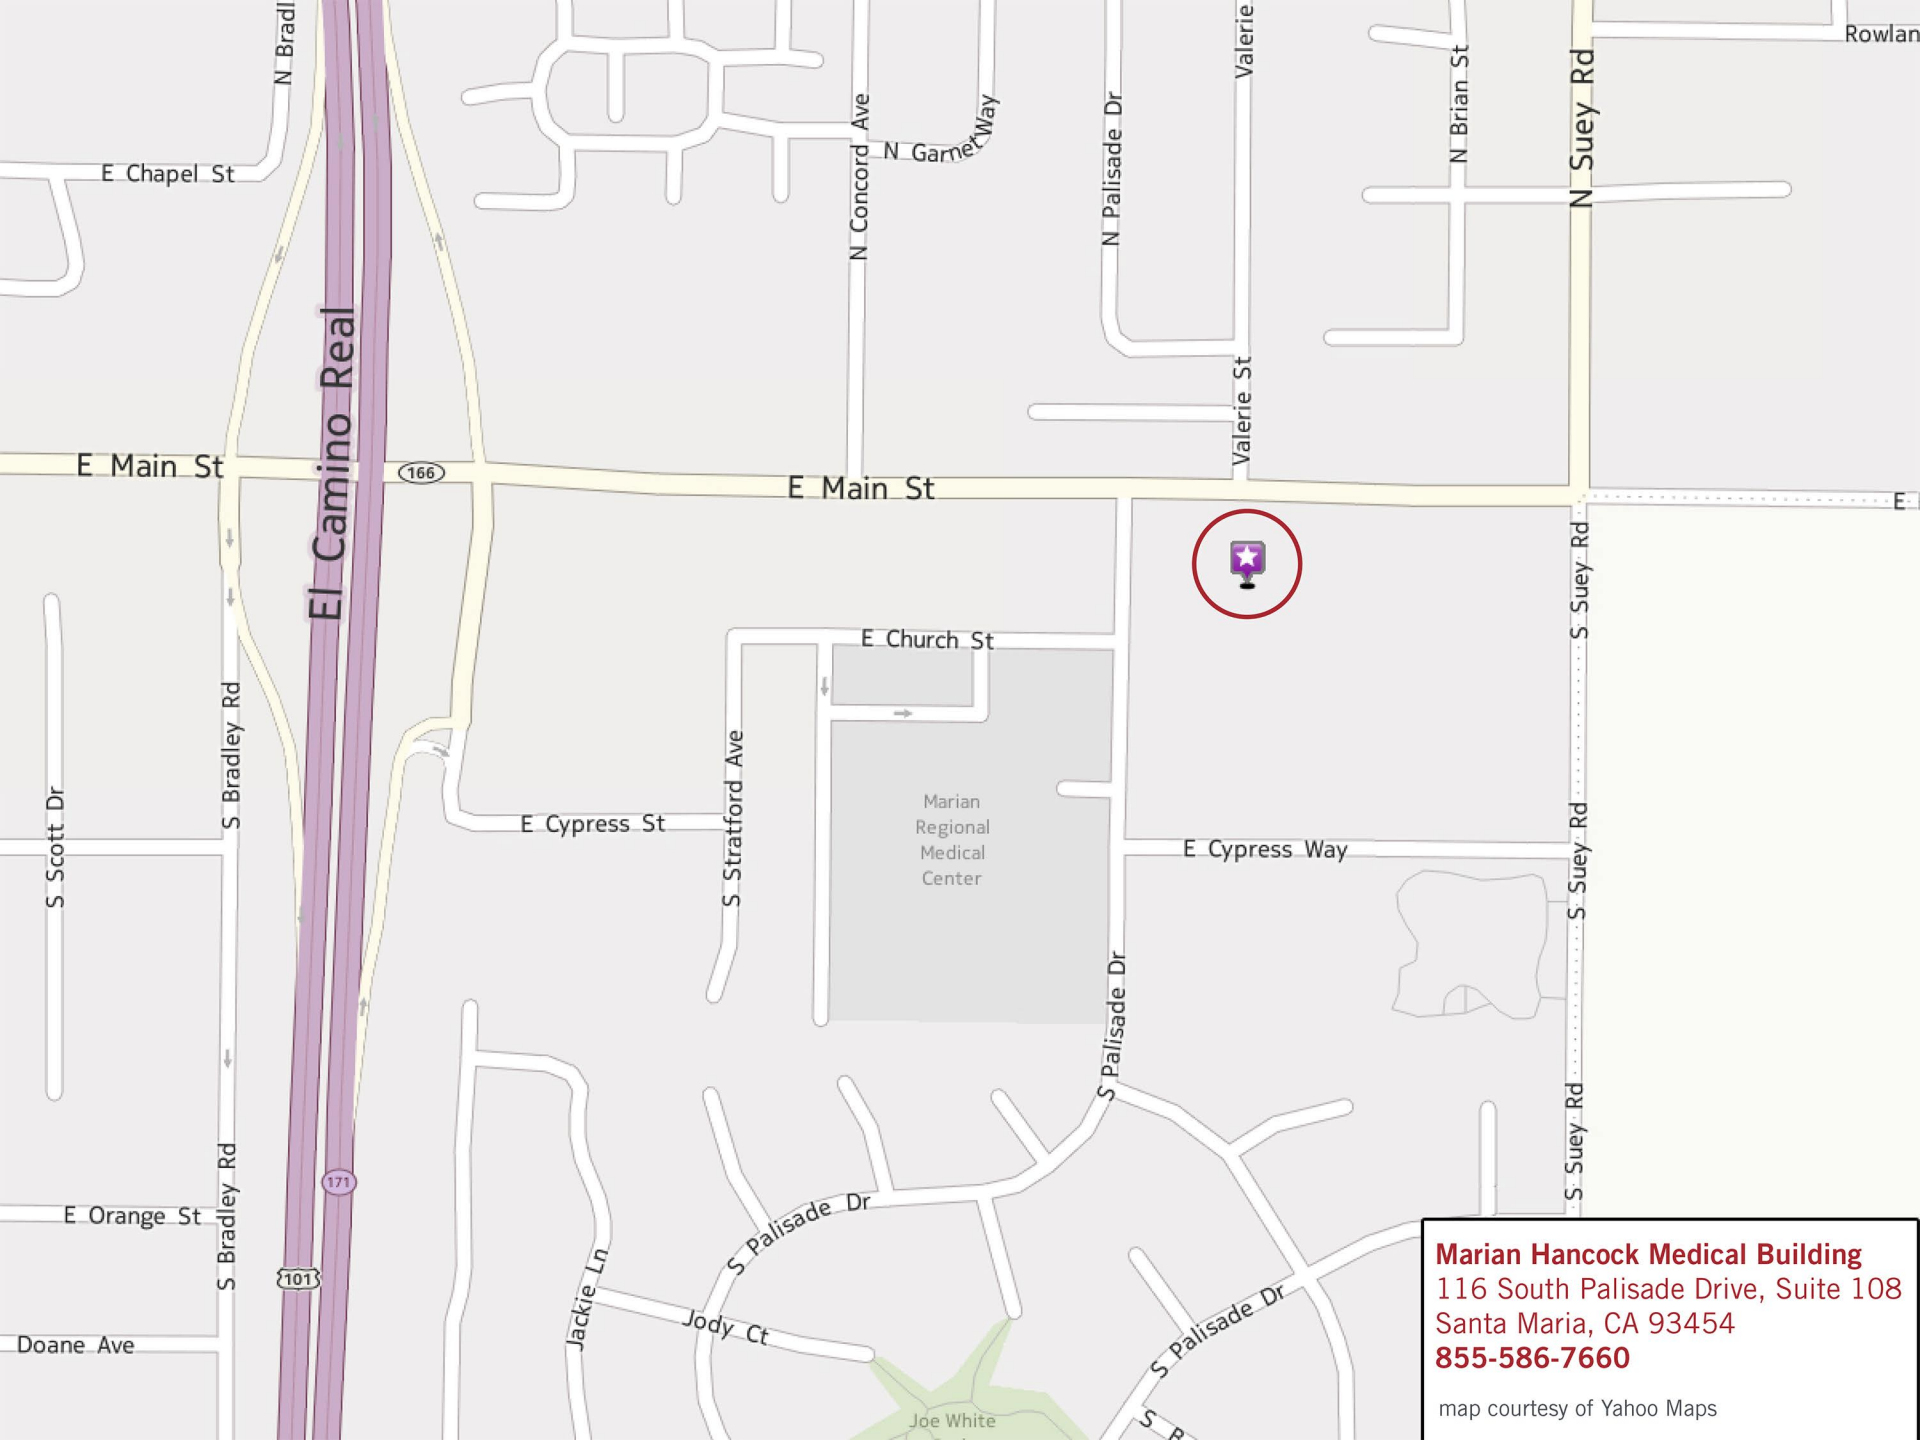 N Bradl
Valerie
Rowlan
N Suey Rd
N Brian St
N Concord Ave
N Garnet Way
N Palisade Dr
E Chapel St
El Camino Real
Valerie St
E Main St
166
E Main St
E
S Suey Rd
E Church St
S Bradley Rd
S Stratford Ave
S Scott Dr
E Cypress St
Marian
Regional
Medical
Center
E Cypress Way
S Suey Rd
S Palisade Dr
S Suey Rd
171
S Bradley Rd
E Orange St
S Palisade Dr
101
Jackie Ln
Jody Ct
S Palisade Dr
Doane Ave
Joe White
S
Marian Hancock Medical Building
116 South Palisade Drive, Suite 108
Santa Maria, CA 93454
855-586-7660
map courtesy of Yahoo Maps